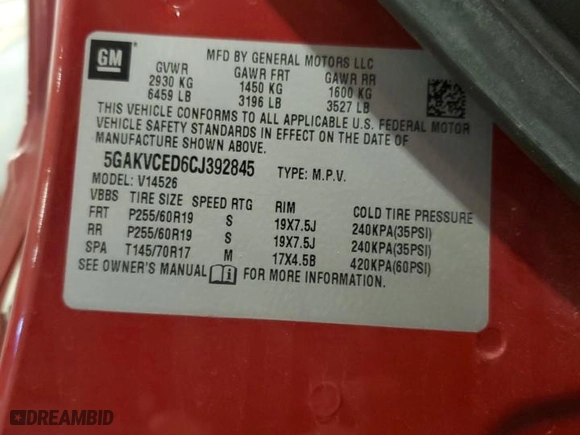 GM
MFD BY GENERAL MOTORS LLC
GVWR GAWR FRT GAWR RR
2930 KG 1450 KG 1600 KG
6459 LB 3196 LB 3527 LB
THIS VEHICLE CONFORMS TO ALL APPLICABLE U.S. FEDERAL MOTOR
VEHICLE SAFETY STANDARDS IN EFFECT ON THE DATE OF
MANUFACTURE SHOWN ABOVE.
5GAKVCED6CJ392845 TYPE: M.P.V.
MODEL: V14526
VBBS TIRE SIZE SPEED RTG RIM COLD TIRE PRESSURE
FRT P255/60R19 S 19X7.5J 240KPA(35PSI)
RR P255/60R19 S 19X7.5J 240KPA(35PSI)
SPA T145/70R17 M 17X4.5B 420KPA(60PSI)
SEE OWNER'S MANUAL FOR MORE INFORMATION.
DREAMBID